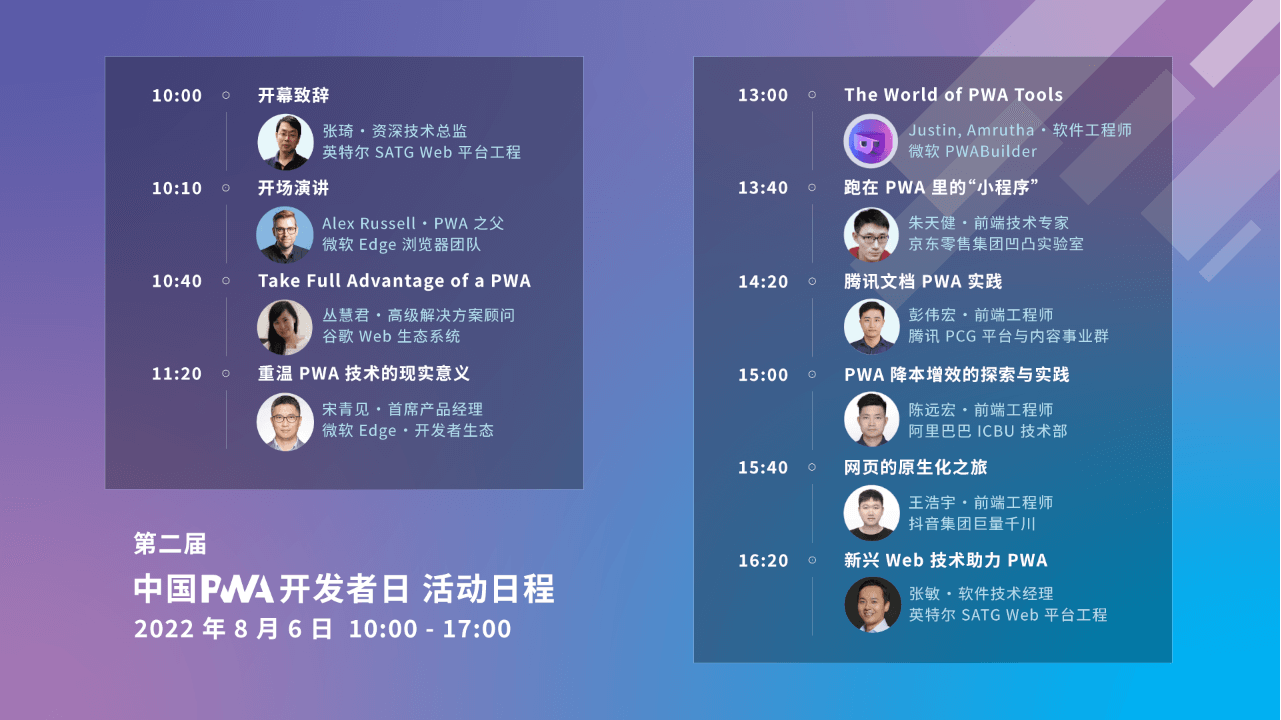 10:00 开幕致辞
张琦・资深技术总监
英特尔 SATG Web 平台工程
10:10 开场演讲
Alex Russell・PWA 之父
微软 Edge 浏览器团队
10:40 Take Full Advantage of a PWA
丛慧君・高级解决方案顾问
谷歌 Web 生态系统
11:20 重温 PWA 技术的现实意义
宋青见・首席产品经理
微软 Edge・开发者生态
第二届
中国PWA开发者日 活动日程
2022 年 8 月 6 日 10:00 - 17:00
13:00 The World of PWA Tools
Justin, Amrutha・软件工程师
微软 PWABuilder
13:40 跑在 PWA 里的“小程序”
朱天健・前端技术专家
京东零售集团凹凸实验室
14:20 腾讯文档 PWA 实践
彭伟宏・前端工程师
腾讯 PCG 平台与内容事业群
15:00 PWA 降本增效的探索与实践
陈远宏・前端工程师
阿里巴巴 ICBU 技术部
15:40 网页的原生化之旅
王浩宇・前端工程师
抖音集团巨量千川
16:20 新兴 Web 技术助力 PWA
张敏・软件技术经理
英特尔 SATG Web 平台工程